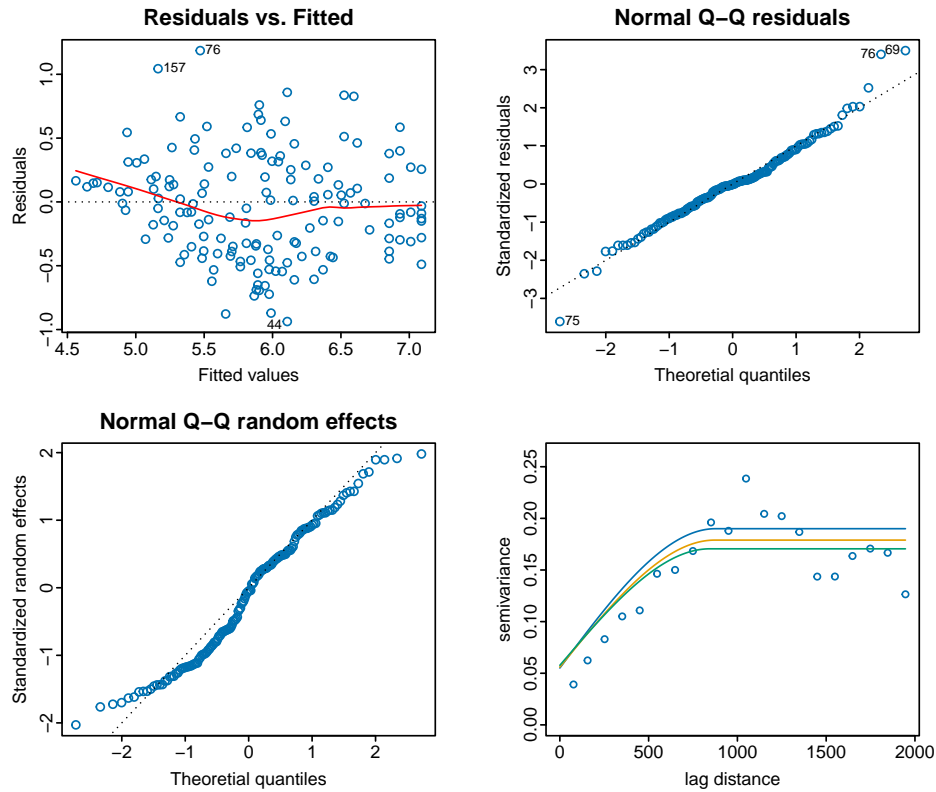 Residuals vs. Fitted
Residuals
1.0
0.5
0.0
−0.5
−1.0
76
157
44
4.5 5.0 5.5 6.0 6.5 7.0
Fitted values
Normal Q−Q residuals
Standardized residuals
3
2
1
0
−1
−2
−3
76
69
75
−2 −1 0 1 2
Theoretial quantiles
Normal Q−Q random effects
Standardized random effects
2
1
0
−1
−2
−2 −1 0 1 2
Theoretial quantiles
semivariance
0.25
0.20
0.15
0.10
0.05
0.00
0 500 1000 1500 2000
lag distance